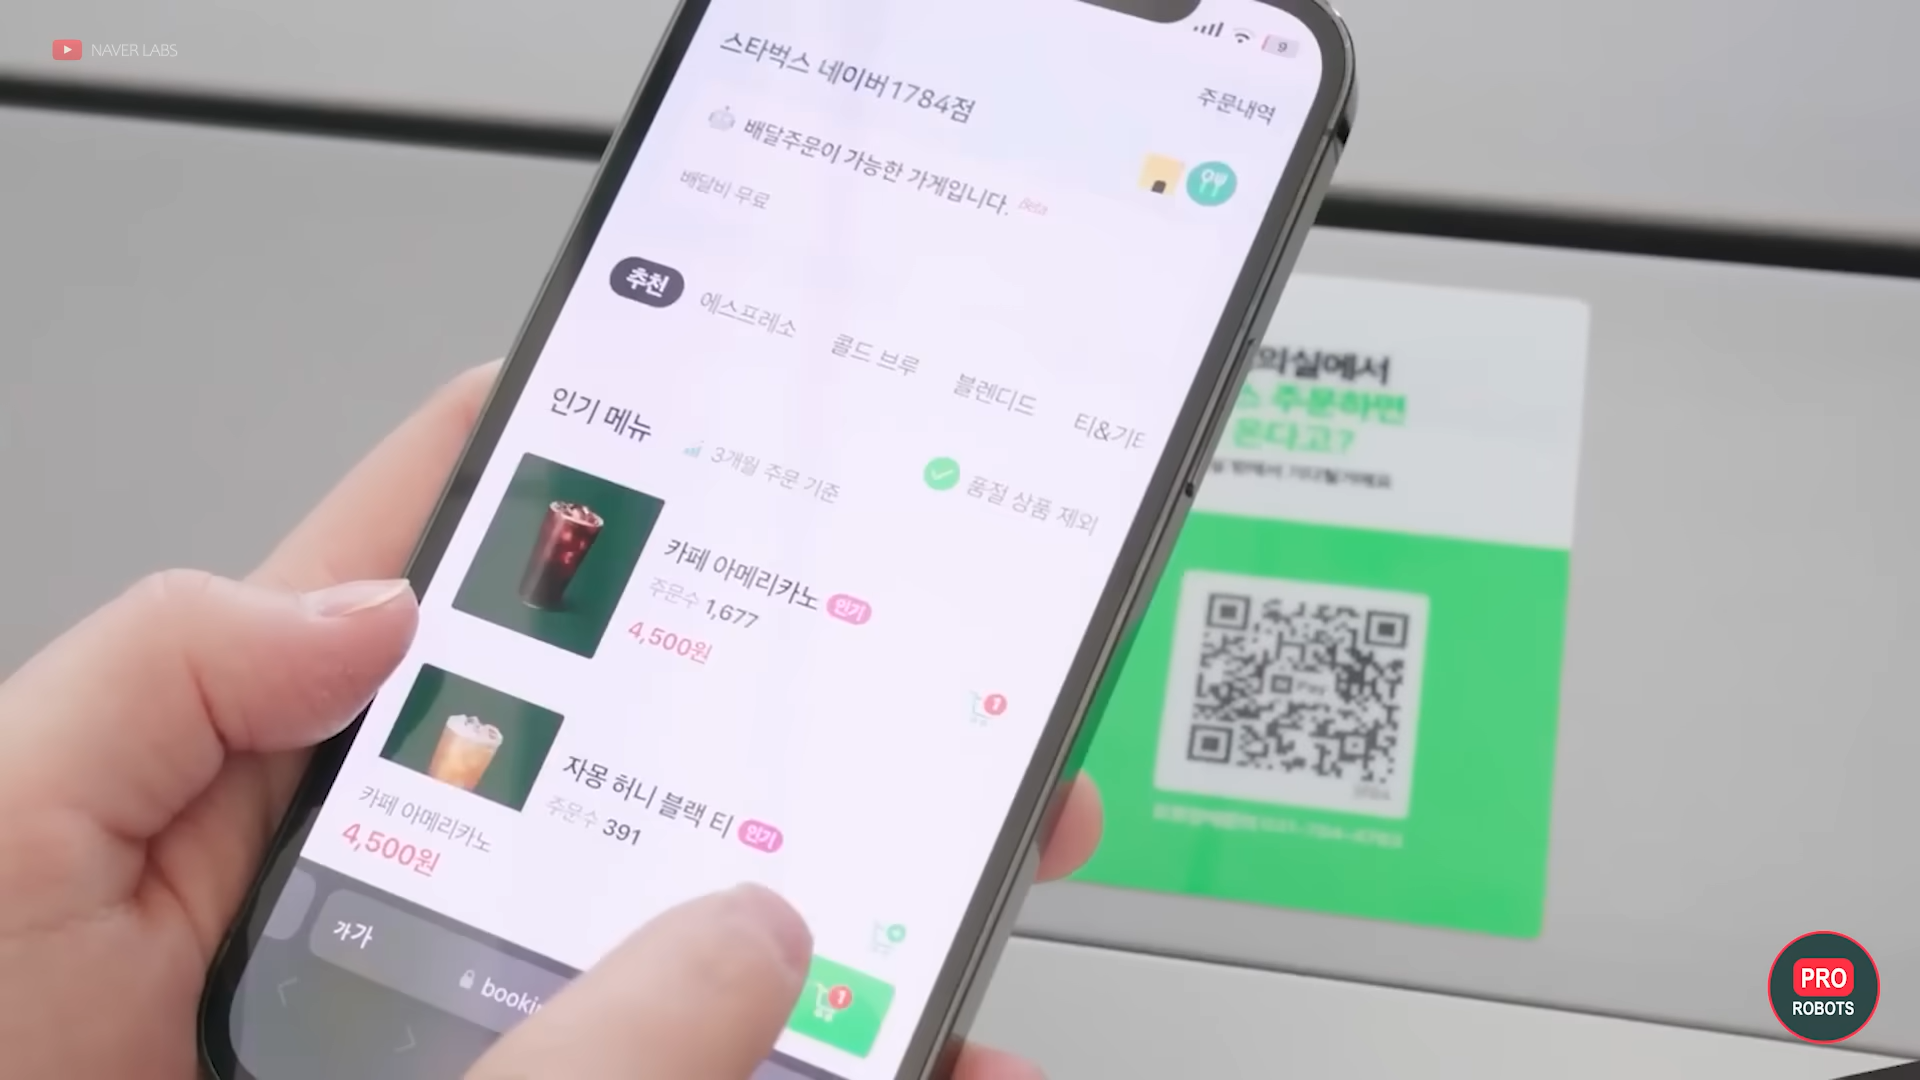 NAVER LABS
9
스타벅스 네이버1784점
주문내역
배달주문이 가능한 가게입니다. Beta
배달비 무료
추천 에스프레소 콜드 브루 블렌디드 티&기타
인기 메뉴
3개월 주문 기준
품절 상품 제외
카페 아메리카노 인기
주문수 1,677
4,500원
1
자몽 허니 블랙 티 인기
주문수 391
카페 아메리카노
4,500원
1
가가
bookin
의실에서
스 주문하면
온다고?
Pay
PRO
ROBOTS